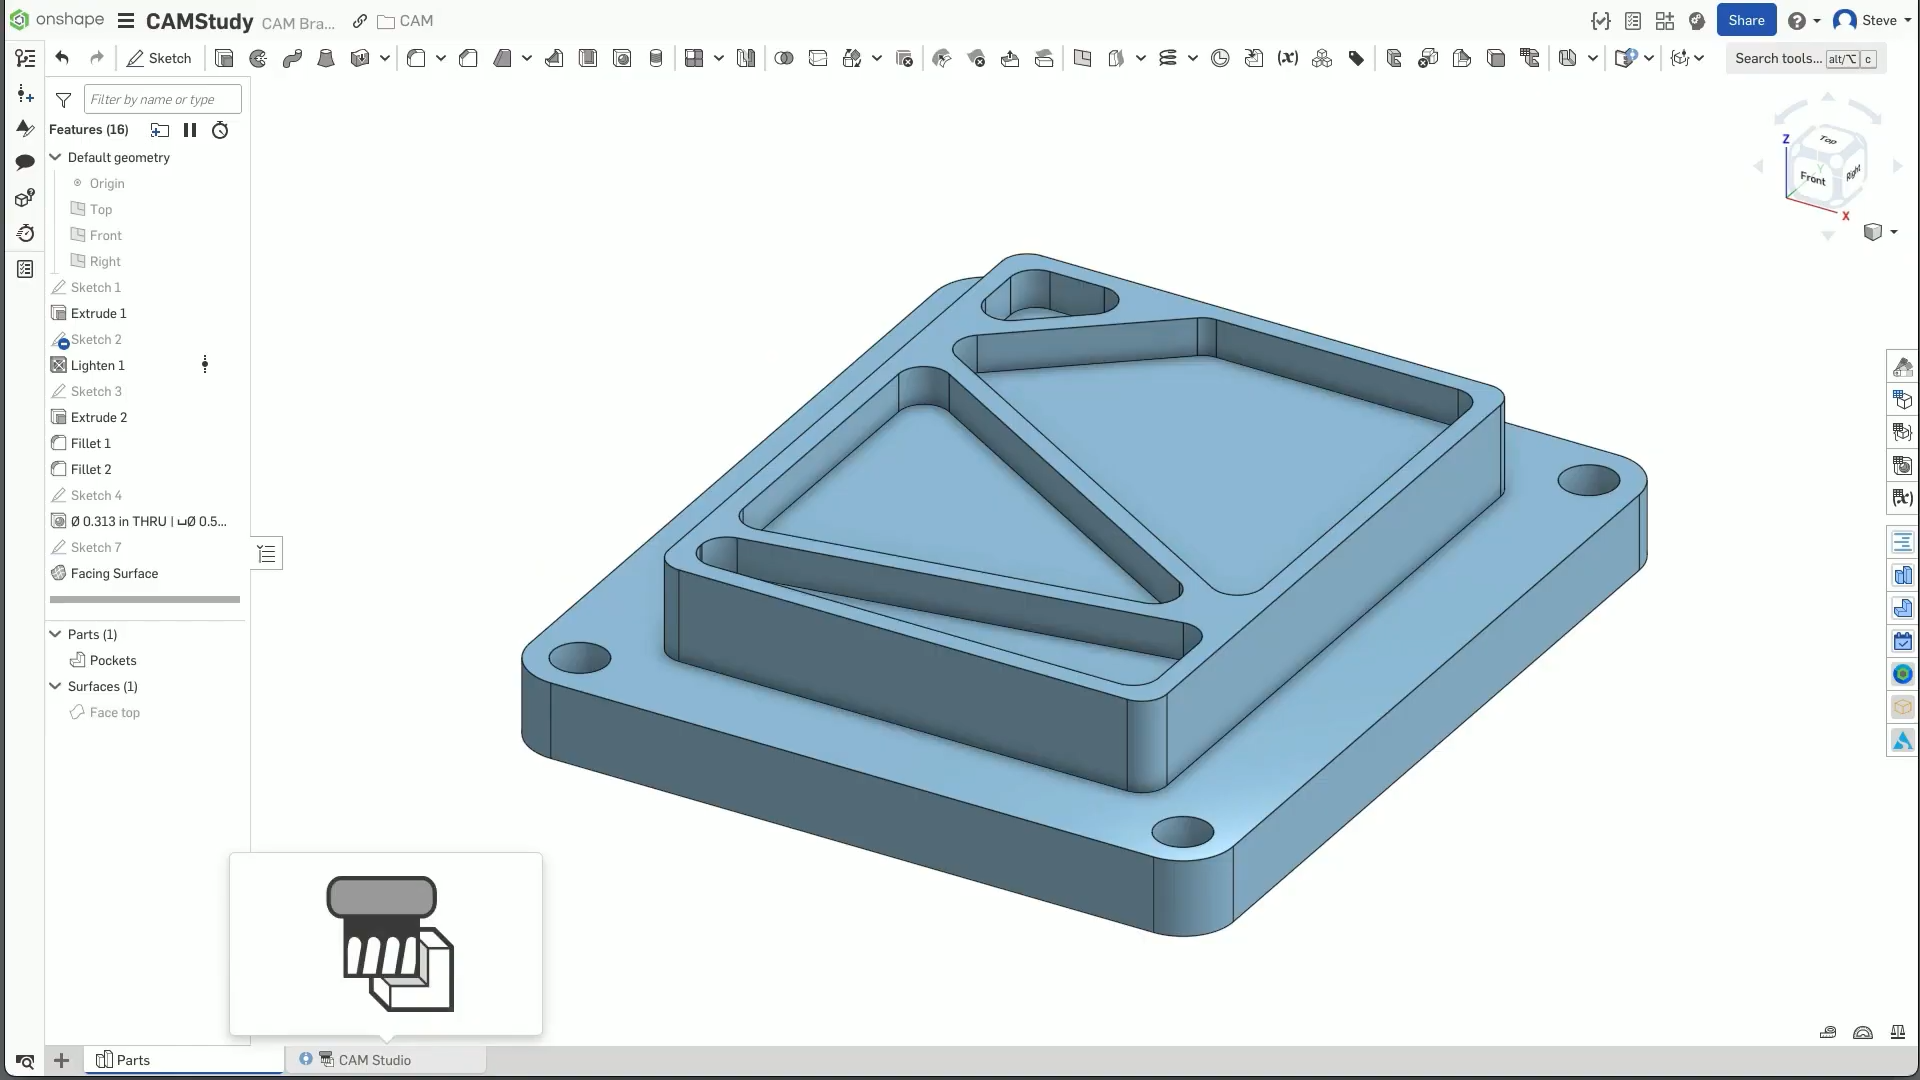 onshape CAMStudy CAM Bra... CAM Share Steve
Sketch Search tools... alt/⌥ c
Filter by name or type
Features (16)
Default geometry
Origin
Top
Front
Right
Sketch 1
Extrude 1
Sketch 2
Lighten 1
Sketch 3
Extrude 2
Fillet 1
Fillet 2
Sketch 4
Ø 0.313 in THRU | ⌴Ø 0.5...
Sketch 7
Facing Surface
Parts (1)
Pockets
Surfaces (1)
Face top
Top
Z
Y
Front
Right
X
Parts
CAM Studio